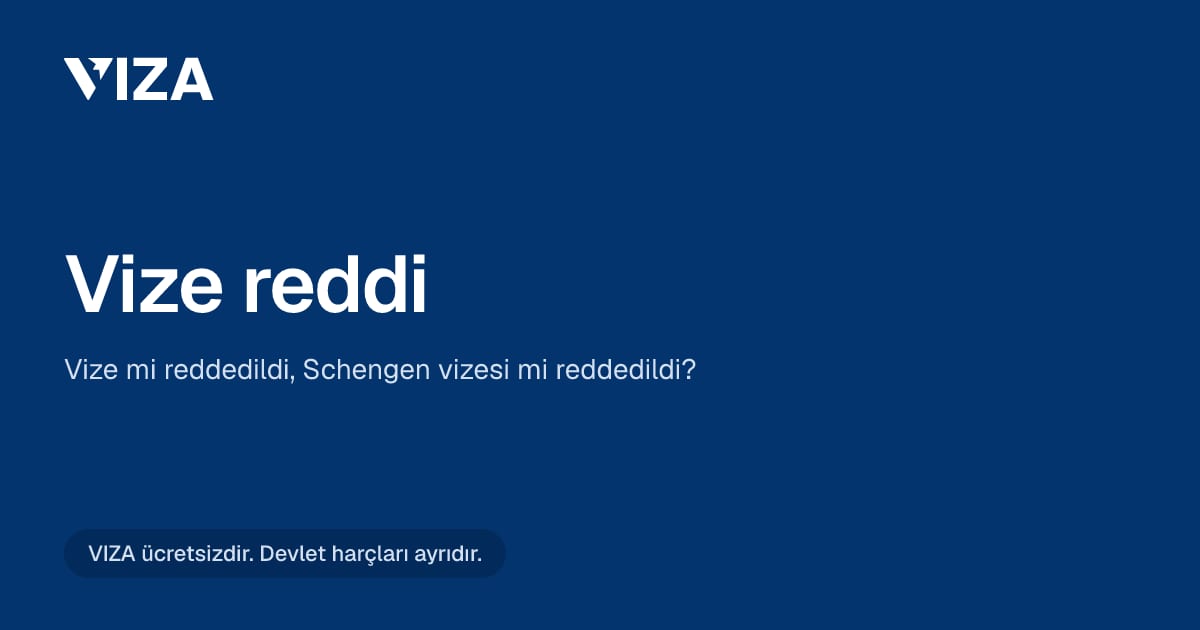 VIZA
Vize reddi
Vize mi reddedildi, Schengen vizesi mi reddedildi?
VIZA ücretsizdir. Devlet harçları ayrıdır.